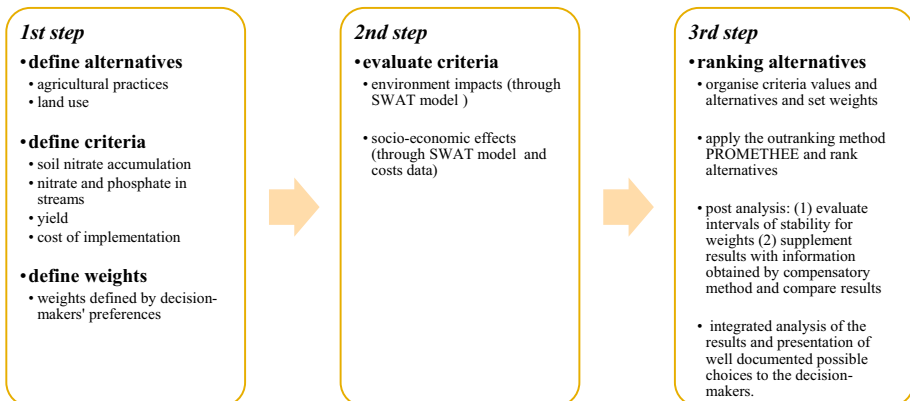 1st step
•define alternatives
• agricultural practices
• land use
•define criteria
• soil nitrate accumulation
• nitrate and phosphate in
streams
• yield
• cost of implementation
•define weights
• weights defined by decision-
makers' preferences
2nd step
•evaluate criteria
• environment impacts (through
SWAT model )
• socio-economic effects
(through SWAT model and
costs data)
3rd step
•ranking alternatives
• organise criteria values and
alternatives and set weights
• apply the outranking method
PROMETHEE and rank
alternatives
• post analysis: (1) evaluate
intervals of stability for
weights (2) supplement
results with information
obtained by compensatory
method and compare results
• integrated analysis of the
results and presentation of
well documented possible
choices to the decision-
makers.